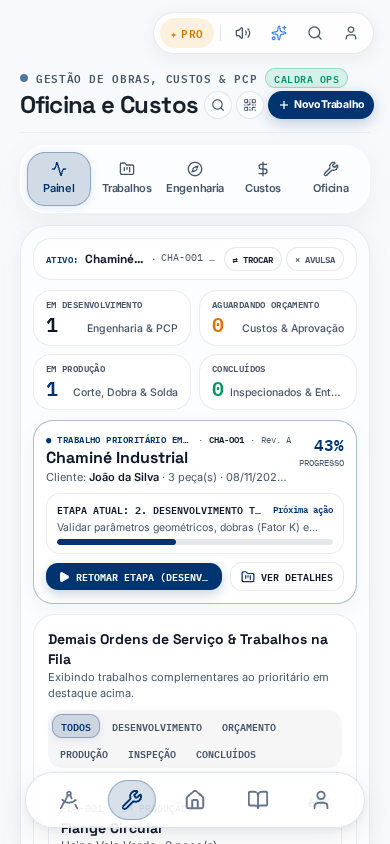 ✦ PRO
GESTÃO DE OBRAS, CUSTOS & PCP CALDRA OPS
Oficina e Custos
+ NovoTrabalho
Painel Trabalhos Engenharia Custos Oficina
ATIVO: Chaminé… · CHA-001 … ⇄ TROCAR × AVULSA
EM DESENVOLVIMENTO
1 Engenharia & PCP
AGUARDANDO ORÇAMENTO
0 Custos & Aprovação
EM PRODUÇÃO
1 Corte, Dobra & Solda
CONCLUÍDOS
0 Inspecionados & Ent…
● TRABALHO PRIORITÁRIO EM… · CHA-001 · Rev. A
43%
Chaminé Industrial
PROGRESSO
Cliente: João da Silva · 3 peça(s) · 08/11/202…
ETAPA ATUAL: 2. DESENVOLVIMENTO T… Próxima ação
Validar parâmetros geométricos, dobras (Fator K) e…
RETOMAR ETAPA (DESENV… VER DETALHES
Demais Ordens de Serviço & Trabalhos na
Fila
Exibindo trabalhos complementares ao prioritário em
destaque acima.
TODOS DESENVOLVIMENTO ORÇAMENTO
PRODUÇÃO INSPEÇÃO CONCLUÍDOS
Flange Circular